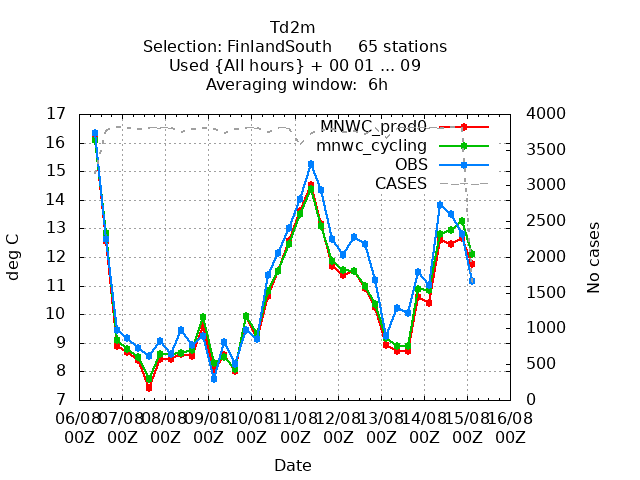 Td2m
Selection: FinlandSouth     65 stations
Used {All hours} + 00 01 ... 09
Averaging window:  6h
17 4000
MNWC_prod0
16 3500
mnwc_cycling
OBS
15 3000
CASES
14
13 2500
12 2000
11 1500
10 1000
9
8 500
7 0
deg C
No cases
06/08 07/08 08/08 09/08 10/08 11/08 12/08 13/08 14/08 15/08 16/08
00Z 00Z 00Z 00Z 00Z 00Z 00Z 00Z 00Z 00Z 00Z
Date